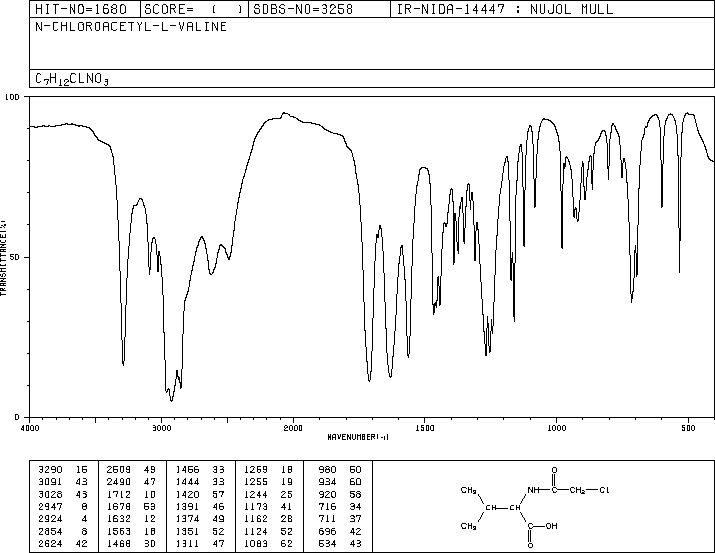 HIT-NO=1680 SCORE= ( ) SDBS-NO=3258 IR-NIDA-14447 : NUJOL MULL
N-CHLOROACETYL-L-VALINE
C7H12CLNO3
100
TRANSMITTANCE(%)
50
0
4000 3000 2000 1500 1000 500
WAVENUMBER(-1)
3290 16 2609 49 1466 33 1269 18 980 50
3091 43 2490 47 1444 33 1255 19 934 60
3028 43 1712 10 1420 57 1244 25 920 58
2947 8 1678 53 1391 46 1173 41 716 34
2924 4 1632 12 1374 49 1162 28 711 37
2854 8 1563 18 1351 52 1124 52 696 42
2624 42 1468 30 1311 47 1083 62 534 43
O
CH3 NH C CH2 Cl
CH CH
CH3 C OH
O